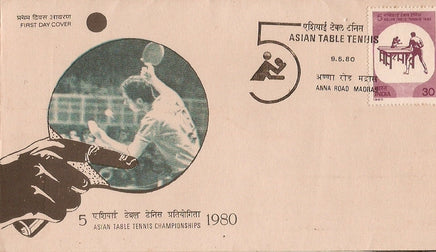 प्रथम दिवस आवरण
FIRST DAY COVER
5 एशियाई टेबल टेनिस
ASIAN TABLE TENNIS
9.5.80
अण्णा रोड मद्रास
ANNA ROAD MADRAS
भारत
INDIA
30
5 एशियाई टेबल टेनिस प्रतियोगिता 1980
ASIAN TABLE TENNIS CHAMPIONSHIPS